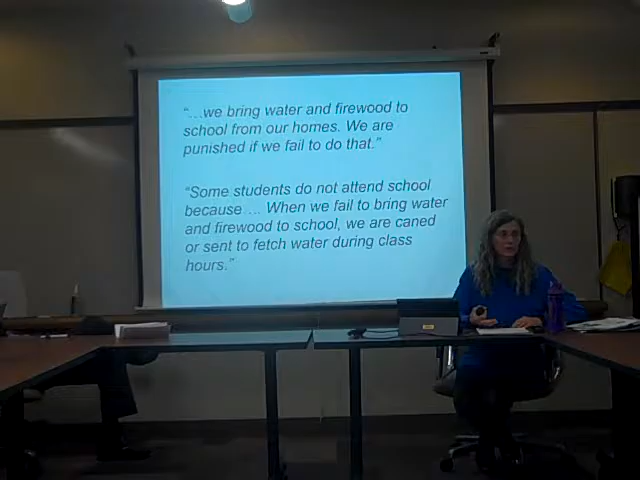 “…we bring water and firewood to
school from our homes. We are
punished if we fail to do that.”
“Some students do not attend school
because … When we fail to bring water
and firewood to school, we are caned
or sent to fetch water during class
hours.”